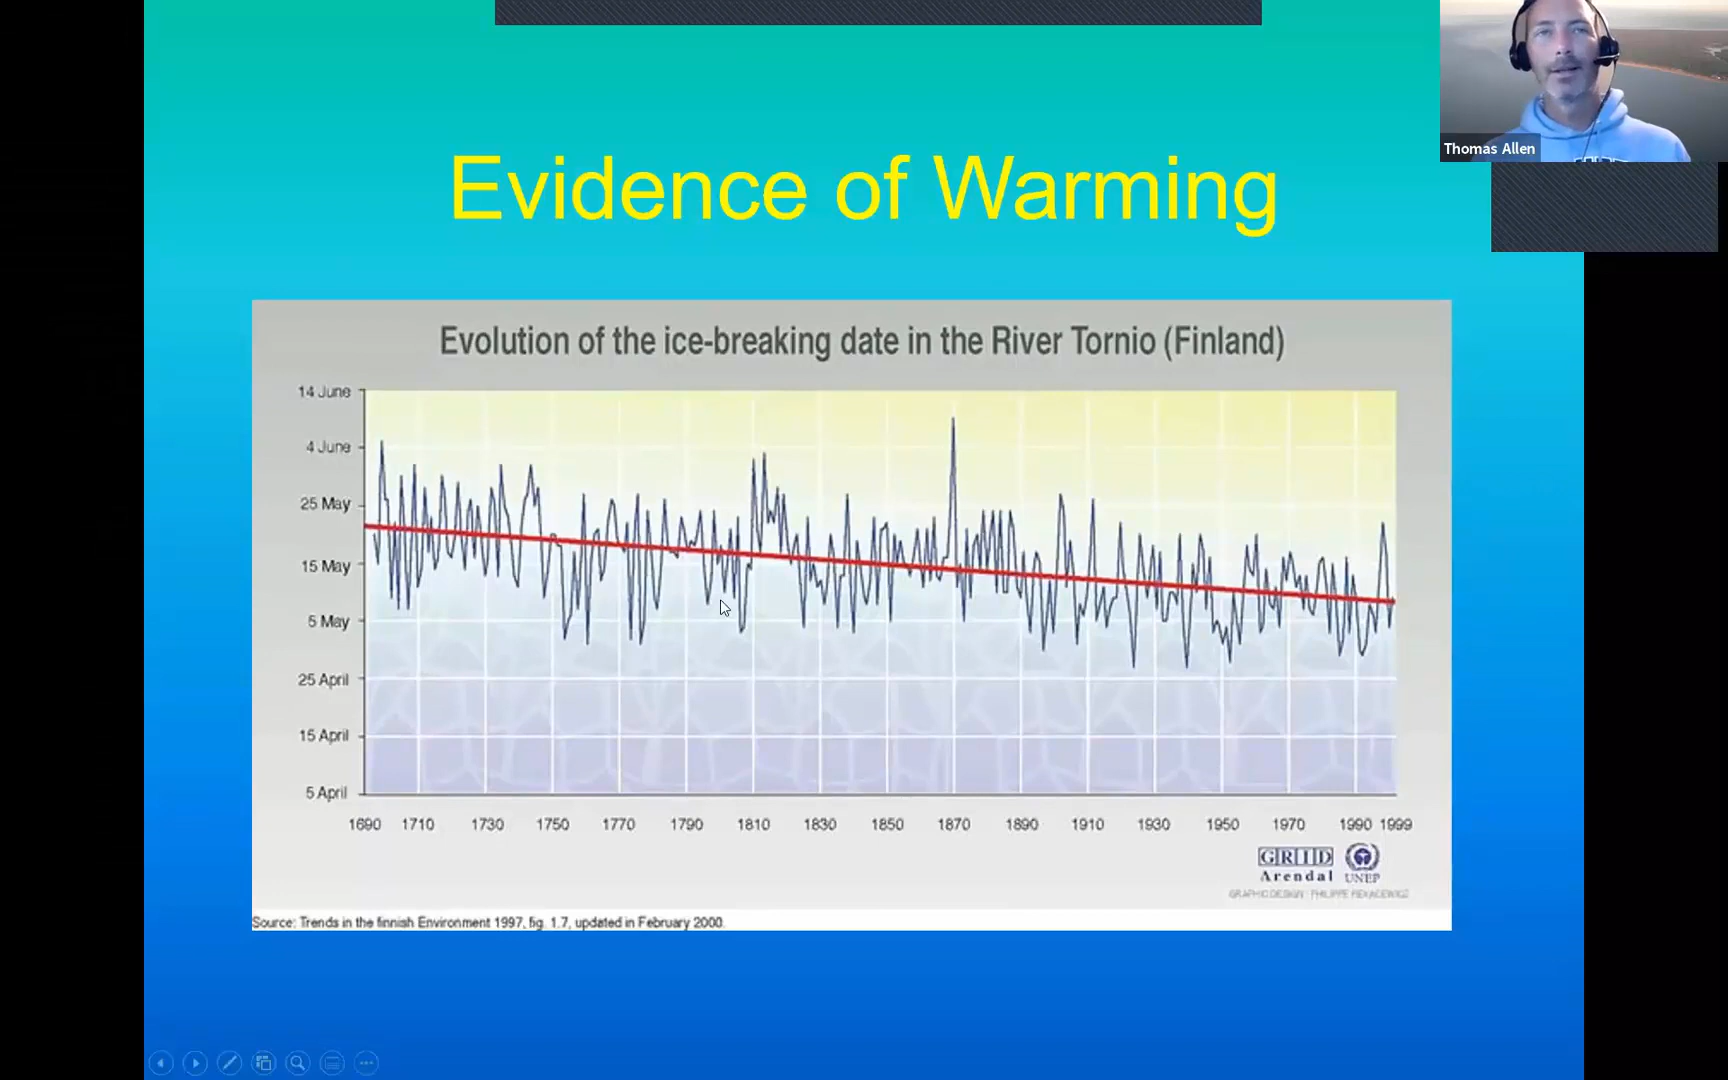 Thomas Allen
Evidence of Warming
Evolution of the ice-breaking date in the River Tornio (Finland)
14 June
4 June
25 May
15 May
5 May
25 April
15 April
5 April
1690 1710 1730 1750 1770 1790 1810 1830 1850 1870 1890 1910 1930 1950 1970 1990 1999
GRID
Arendal UNEP
GRAPHIC DESIGN : PHILIPPE REKACEWICZ
Source: Trends in the finnish Environment 1997, fig. 1.7, updated in February 2000.